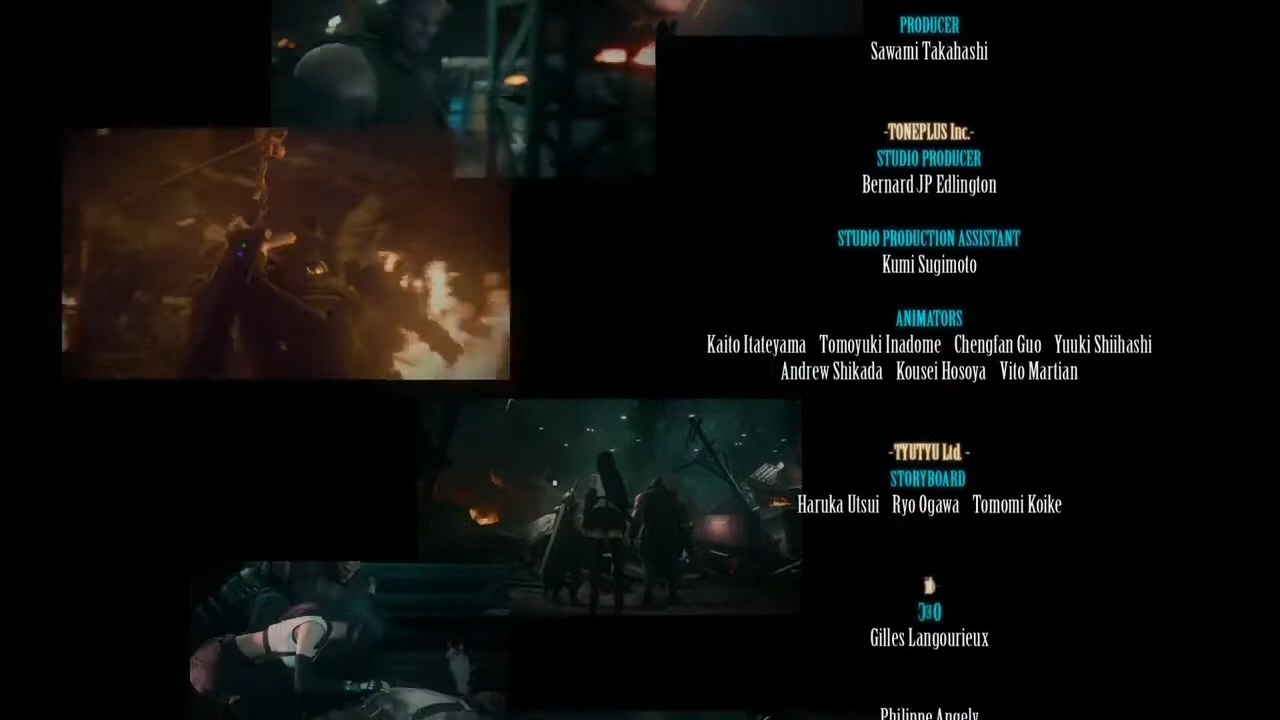 PRODUCER
Sawami Takahashi
-TONEPLUS Inc.-
STUDIO PRODUCER
Bernard JP Edlington
STUDIO PRODUCTION ASSISTANT
Kumi Sugimoto
ANIMATORS
Kaito Itateyama Tomoyuki Inadome Chengfan Guo Yuuki Shiihashi
Andrew Shikada Kousei Hosoya Vito Martian
-TYUTYU Ltd. -
STORYBOARD
Haruka Utsui Ryo Ogawa Tomomi Koike
Gilles Langourieux
Philippe Angely